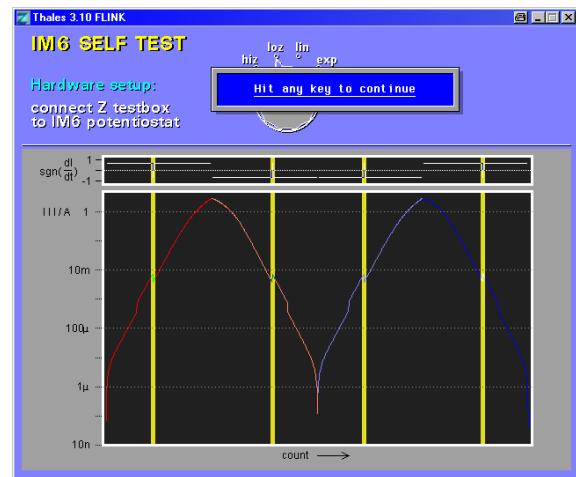 Thales 3.10 FLINK
IM6 SELF TEST
loz lin
hiz exp
Hit any key to continue
Hardware setup:
connect Z testbox
to IM6 potentiostat
sgn(dI/dt)
1
-1
III/A
1
10m
100µ
1µ
10n
count